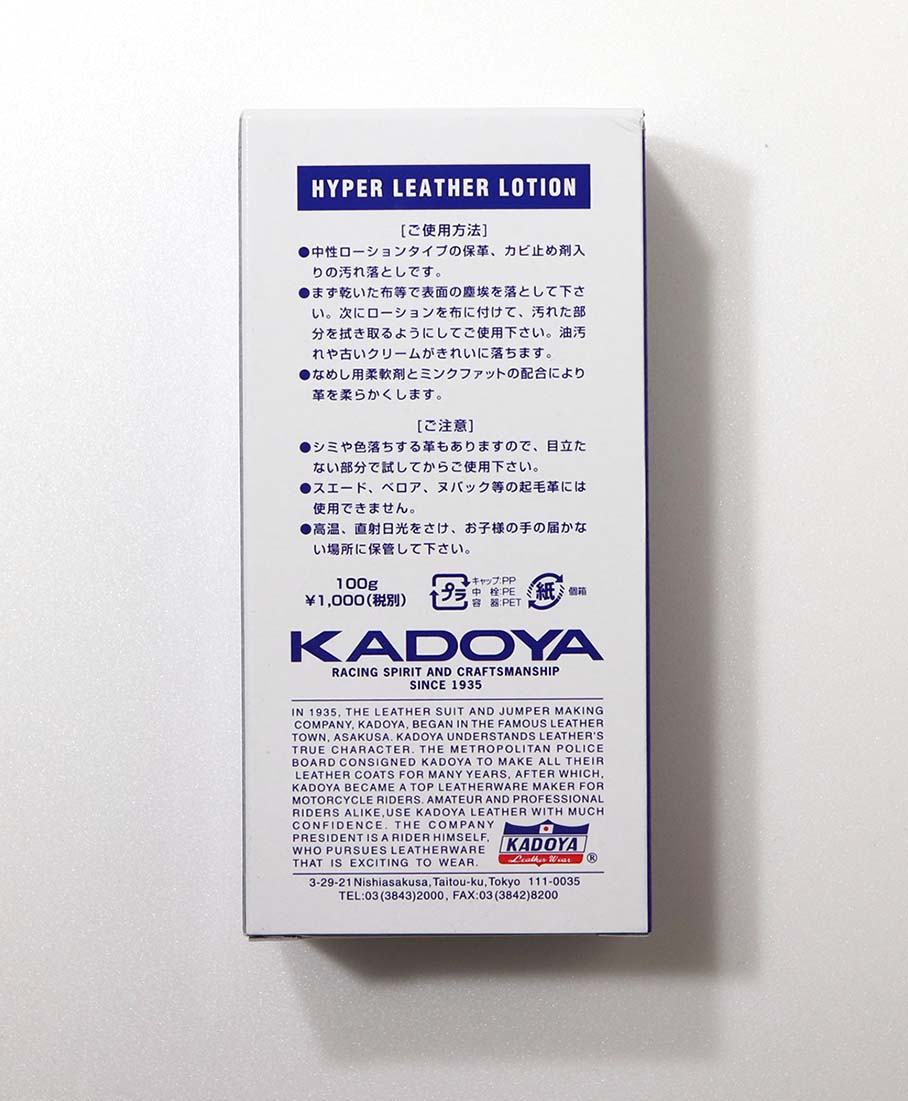 HYPER LEATHER LOTION
[ご使用方法]
●中性ローションタイプの保革、カビ止め剤入
りの汚れ落としです。
●まず乾いた布等で表面の塵埃を落として下さ
い。次にローションを布に付けて、汚れた部
分を拭き取るようにしてご使用下さい。油汚
れや古いクリームがきれいに落ちます。
●なめし用柔軟剤とミンクファットの配合により
革を柔らかくします。
[ご注意]
●シミや色落ちする革もありますので、目立た
ない部分で試してからご使用下さい。
●スエード、ベロア、ヌバック等の起毛革には
使用できません。
●高温、直射日光をさけ、お子様の手の届かな
い場所に保管して下さい。
100g
¥1,000(税別)
プラ
キャップ:PP
中 栓:PE
容 器:PET
紙
個箱
KADOYA
RACING SPIRIT AND CRAFTSMANSHIP
SINCE 1935
IN 1935, THE LEATHER SUIT AND JUMPER MAKING
COMPANY, KADOYA, BEGAN IN THE FAMOUS LEATHER
TOWN, ASAKUSA. KADOYA UNDERSTANDS LEATHER'S
TRUE CHARACTER. THE METROPOLITAN POLICE
BOARD CONSIGNED KADOYA TO MAKE ALL THEIR
LEATHER COATS FOR MANY YEARS, AFTER WHICH,
KADOYA BECAME A TOP LEATHERWARE MAKER FOR
MOTORCYCLE RIDERS. AMATEUR AND PROFESSIONAL
RIDERS ALIKE, USE KADOYA LEATHER WITH MUCH
CONFIDENCE. THE COMPANY
PRESIDENT IS A RIDER HIMSELF,
WHO PURSUES LEATHERWARE
THAT IS EXCITING TO WEAR.
KADOYA
Leather Wear
®
3-29-21 Nishiasakusa, Taitou-ku, Tokyo 111-0035
TEL:03(3843)2000, FAX:03(3842)8200